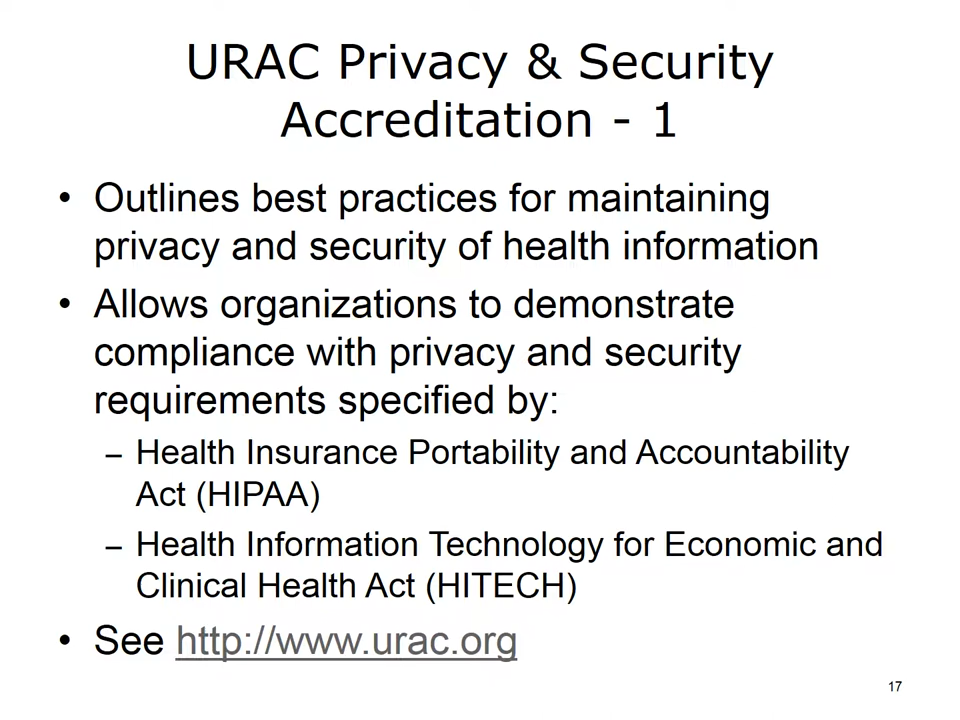 URAC Privacy & Security
Accreditation - 1
• Outlines best practices for maintaining
privacy and security of health information
• Allows organizations to demonstrate
compliance with privacy and security
requirements specified by:
– Health Insurance Portability and Accountability
Act (HIPAA)
– Health Information Technology for Economic and
Clinical Health Act (HITECH)
• See http://www.urac.org
17